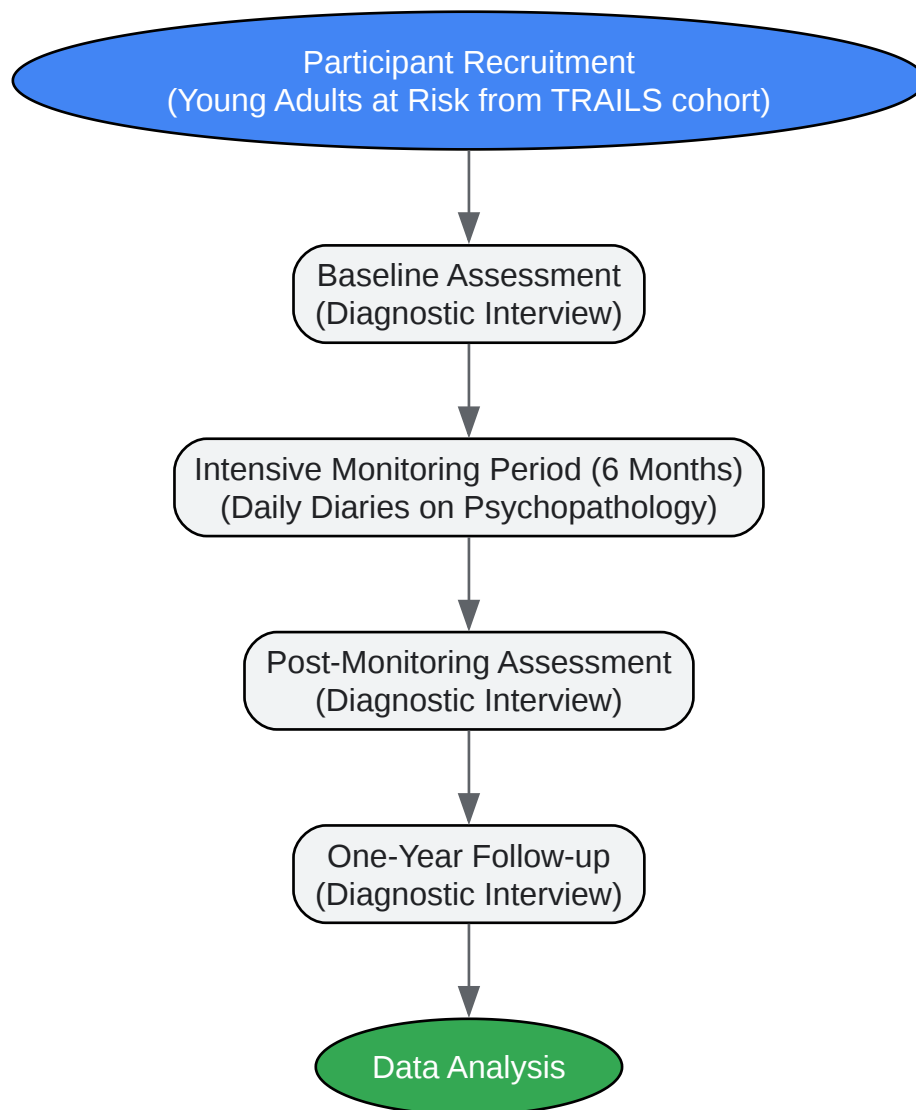 Participant Recruitment
(Young Adults at Risk from TRAILS cohort)
Baseline Assessment
(Diagnostic Interview)
Intensive Monitoring Period (6 Months)
(Daily Diaries on Psychopathology)
Post-Monitoring Assessment
(Diagnostic Interview)
One-Year Follow-up
(Diagnostic Interview)
Data Analysis